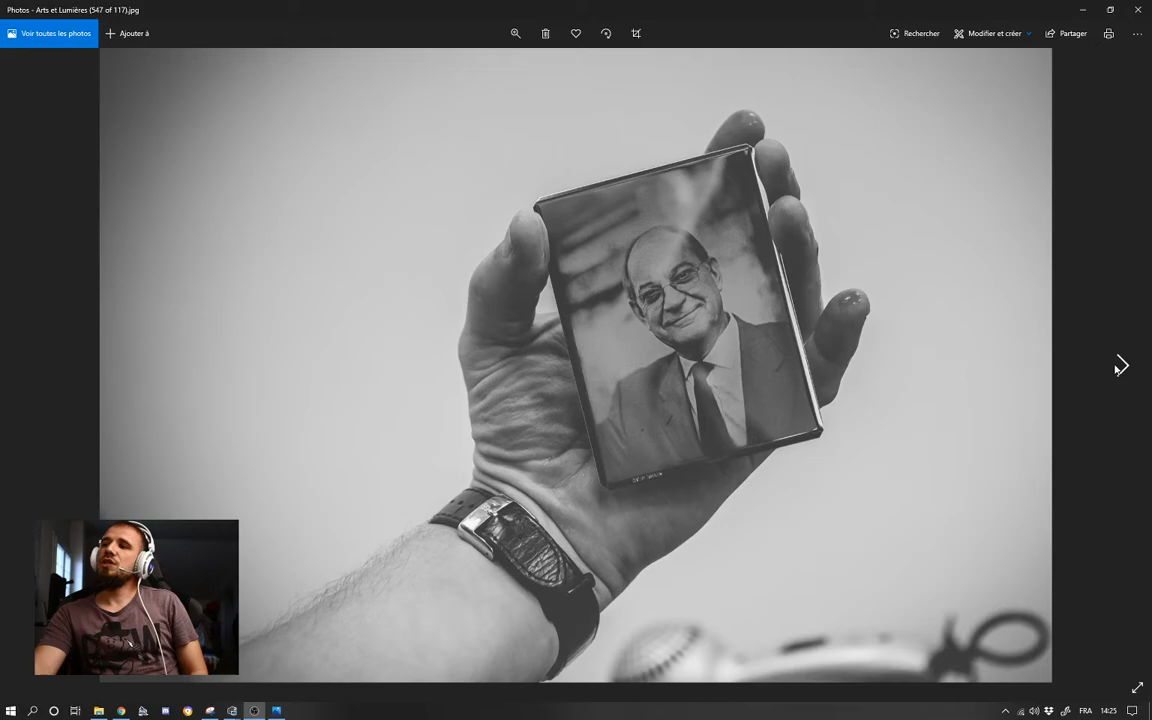 Photos - Arts et Lumières (547 of 117).jpg
Voir toutes les photos
Ajouter à
Rechercher
Modifier et créer
Partager
FRA
14:25